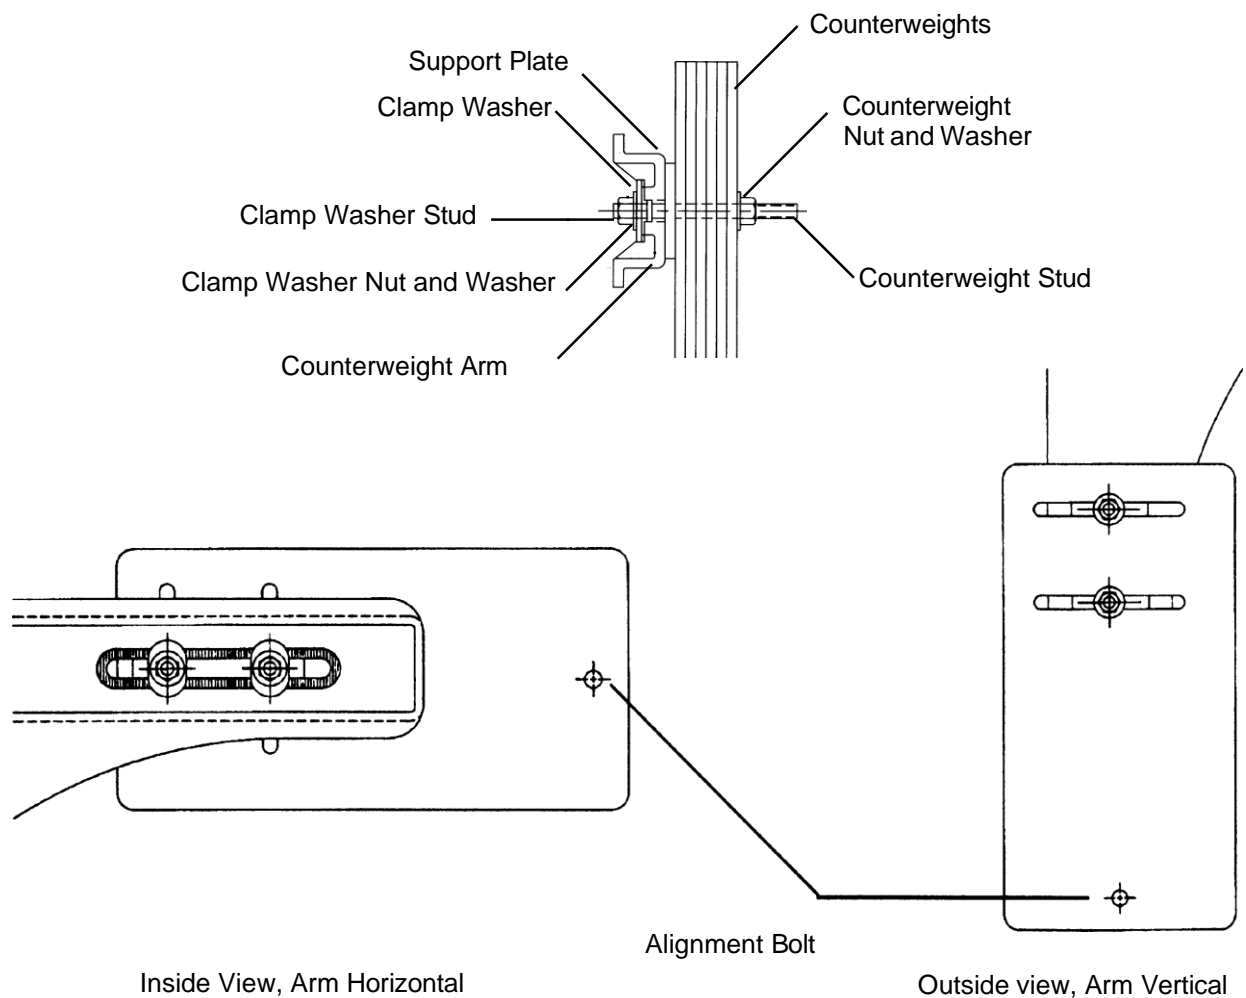 Counterweights
Support Plate
Clamp Washer
Counterweight
Nut and Washer
Clamp Washer Stud
Clamp Washer Nut and Washer
Counterweight Stud
Counterweight Arm
Alignment Bolt
Inside View, Arm Horizontal
Outside view, Arm Vertical